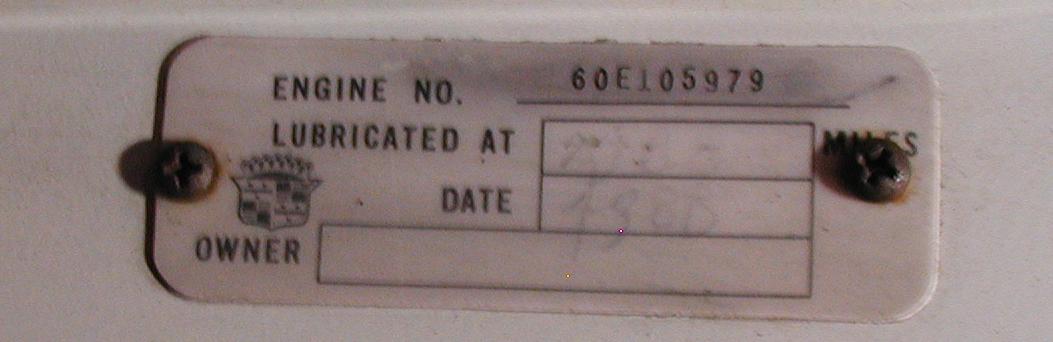 ENGINE NO. 60E105979
LUBRICATED AT MILES
DATE
OWNER